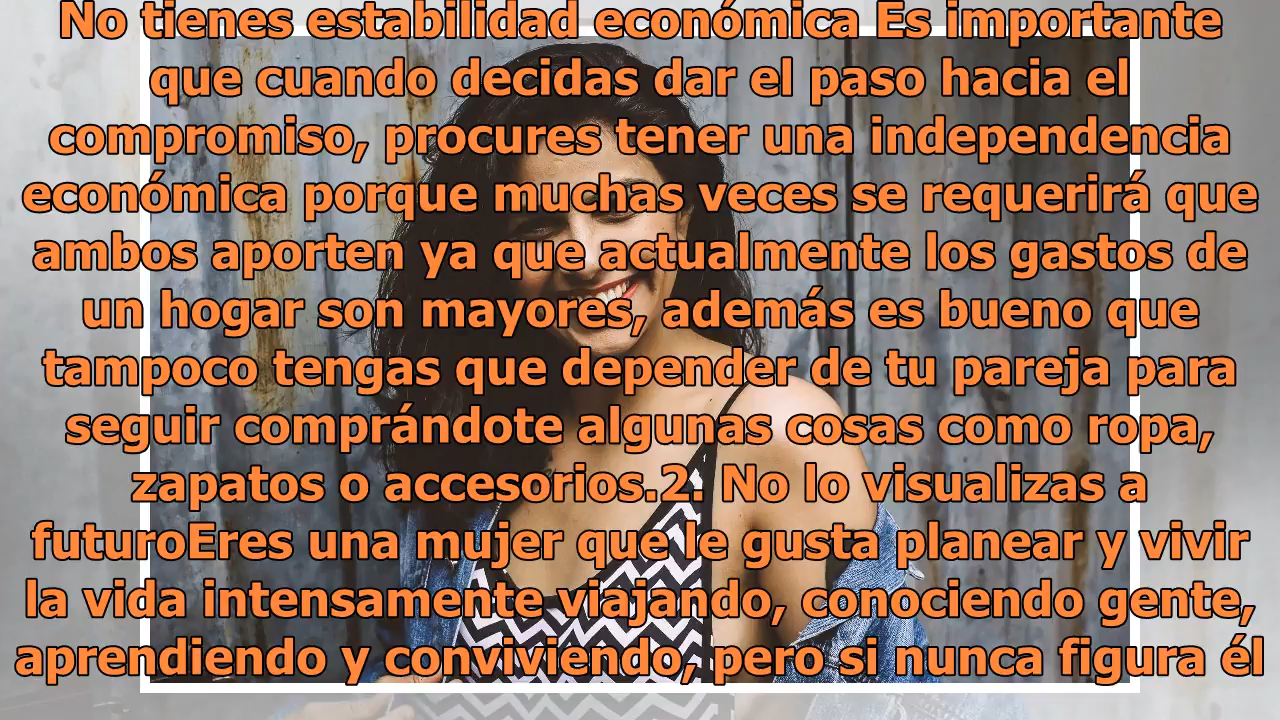 No tienes estabilidad económica Es importante
que cuando decidas dar el paso hacia el
compromiso, procures tener una independencia
económica porque muchas veces se requerirá que
ambos aporten ya que actualmente los gastos de
un hogar son mayores, además es bueno que
tampoco tengas que depender de tu pareja para
seguir comprándote algunas cosas como ropa,
zapatos o accesorios.2. No lo visualizas a
futuroEres una mujer que le gusta planear y vivir
la vida intensamente viajando, conociendo gente,
aprendiendo y conviviendo, pero si nunca figura él